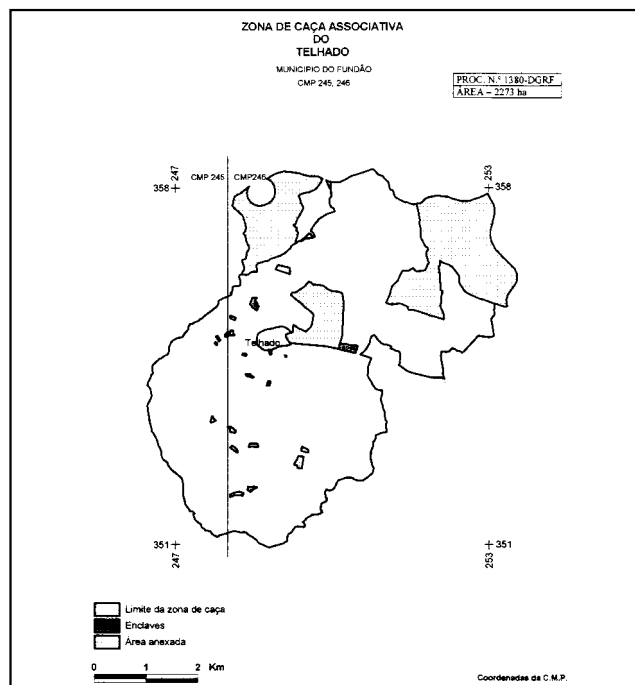 ZONA DE CAÇA ASSOCIATIVA
DO
TELHADO
MUNICIPIO DO FUNDÃO
CMP 245, 246
PROC. N.º 1380-DGRF
ÁREA – 2273 ha
247
CMP 245
CMP246
253
358
358
Telhado
351
351
247
253
Limite da zona de caça
Enclaves
Área anexada
0 1 2 Km
Coordenadas da C.M.P.